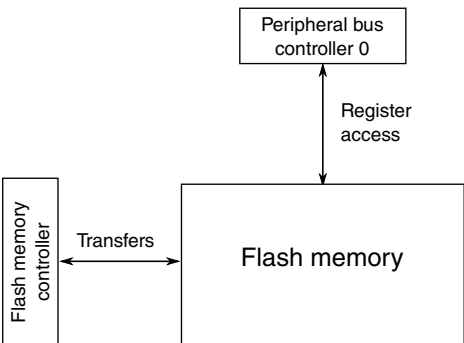 Peripheral bus
controller 0
Register
access
Flash memory
controller
Transfers
Flash memory